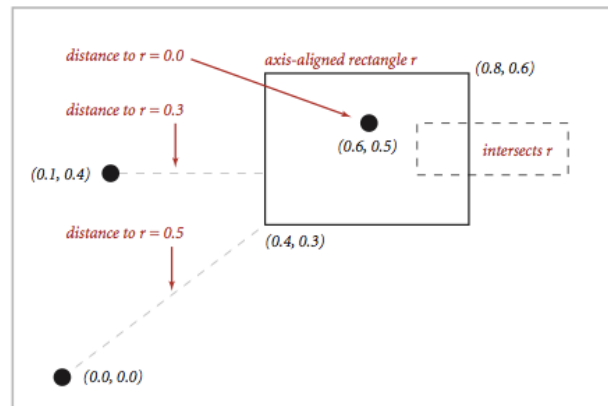 distance to r = 0.0
axis-aligned rectangle r
(0.8, 0.6)
distance to r = 0.3
(0.6, 0.5)
intersects r
(0.1, 0.4)
distance to r = 0.5
(0.4, 0.3)
(0.0, 0.0)